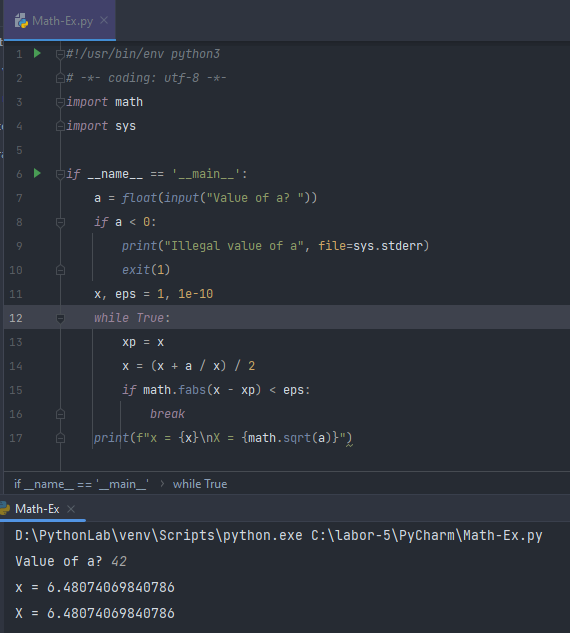 Math-Ex.py
1 #!/usr/bin/env python3
2 # -*- coding: utf-8 -*-
3 import math
4 import sys
5
6 if __name__ == '__main__':
7 a = float(input("Value of a? "))
8 if a < 0:
9 print("Illegal value of a", file=sys.stderr)
10 exit(1)
11 x, eps = 1, 1e-10
12 while True:
13 xp = x
14 x = (x + a / x) / 2
15 if math.fabs(x - xp) < eps:
16 break
17 print(f"x = {x}\nX = {math.sqrt(a)}")
if __name__ == '__main__' › while True
Math-Ex
D:\PythonLab\venv\Scripts\python.exe C:\labor-5\PyCharm\Math-Ex.py
Value of a? 42
x = 6.48074069840786
X = 6.48074069840786